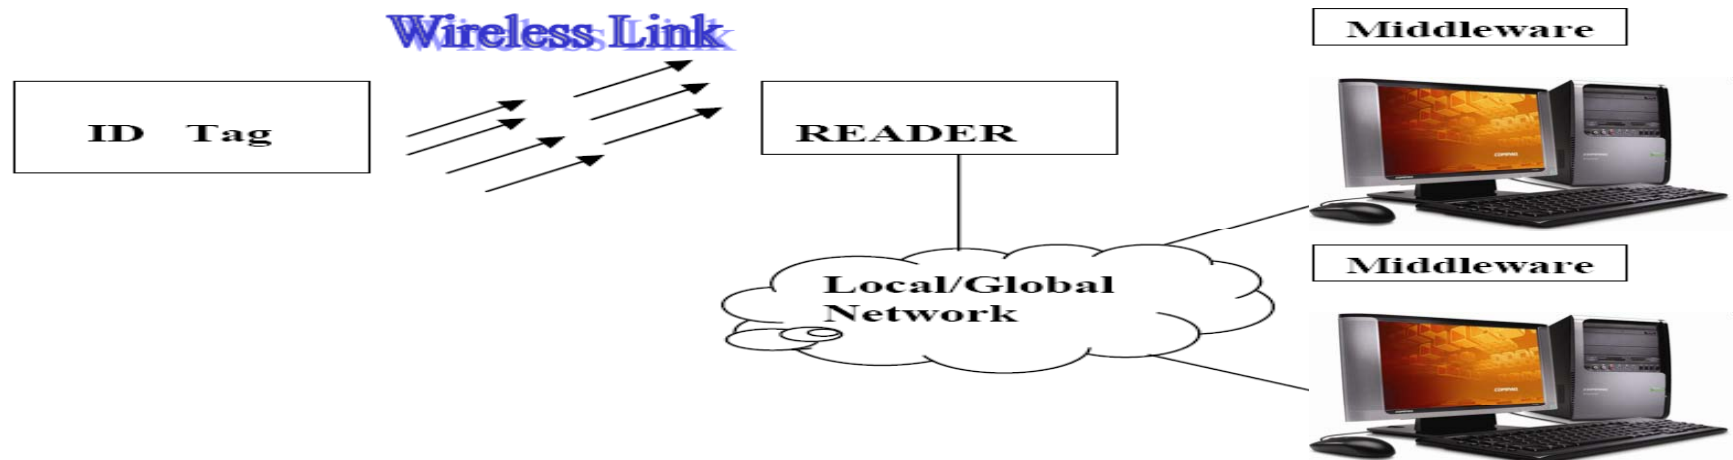 Wireless Link
Middleware
ID Tag
READER
Middleware
Local/Global
Network